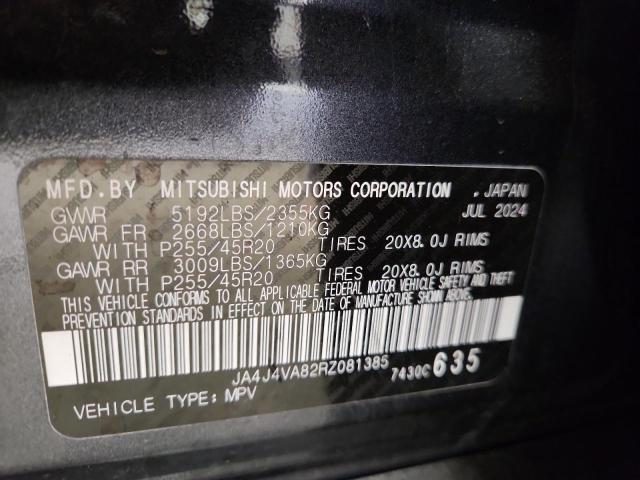 MFD.BY MITSUBISHI MOTORS CORPORATION .JAPAN
GVWR 5192LBS/2355KG JUL 2024
GAWR FR 2668LBS/1210KG
WITH P255/45R20 TIRES 20X8.0J RIMS
GAWR RR 3009LBS/1365KG
WITH P255/45R20 TIRES 20X8.0J RIMS
THIS VEHICLE CONFORMS TO ALL APPLICABLE FEDERAL MOTOR VEHICLE SAFETY AND THEFT
PREVENTION STANDARDS IN EFFECT ON THE DATE OF MANUFACTURE SHOWN ABOVE.
JA4J4VA82RZ081385 7430C 635
VEHICLE TYPE: MPV